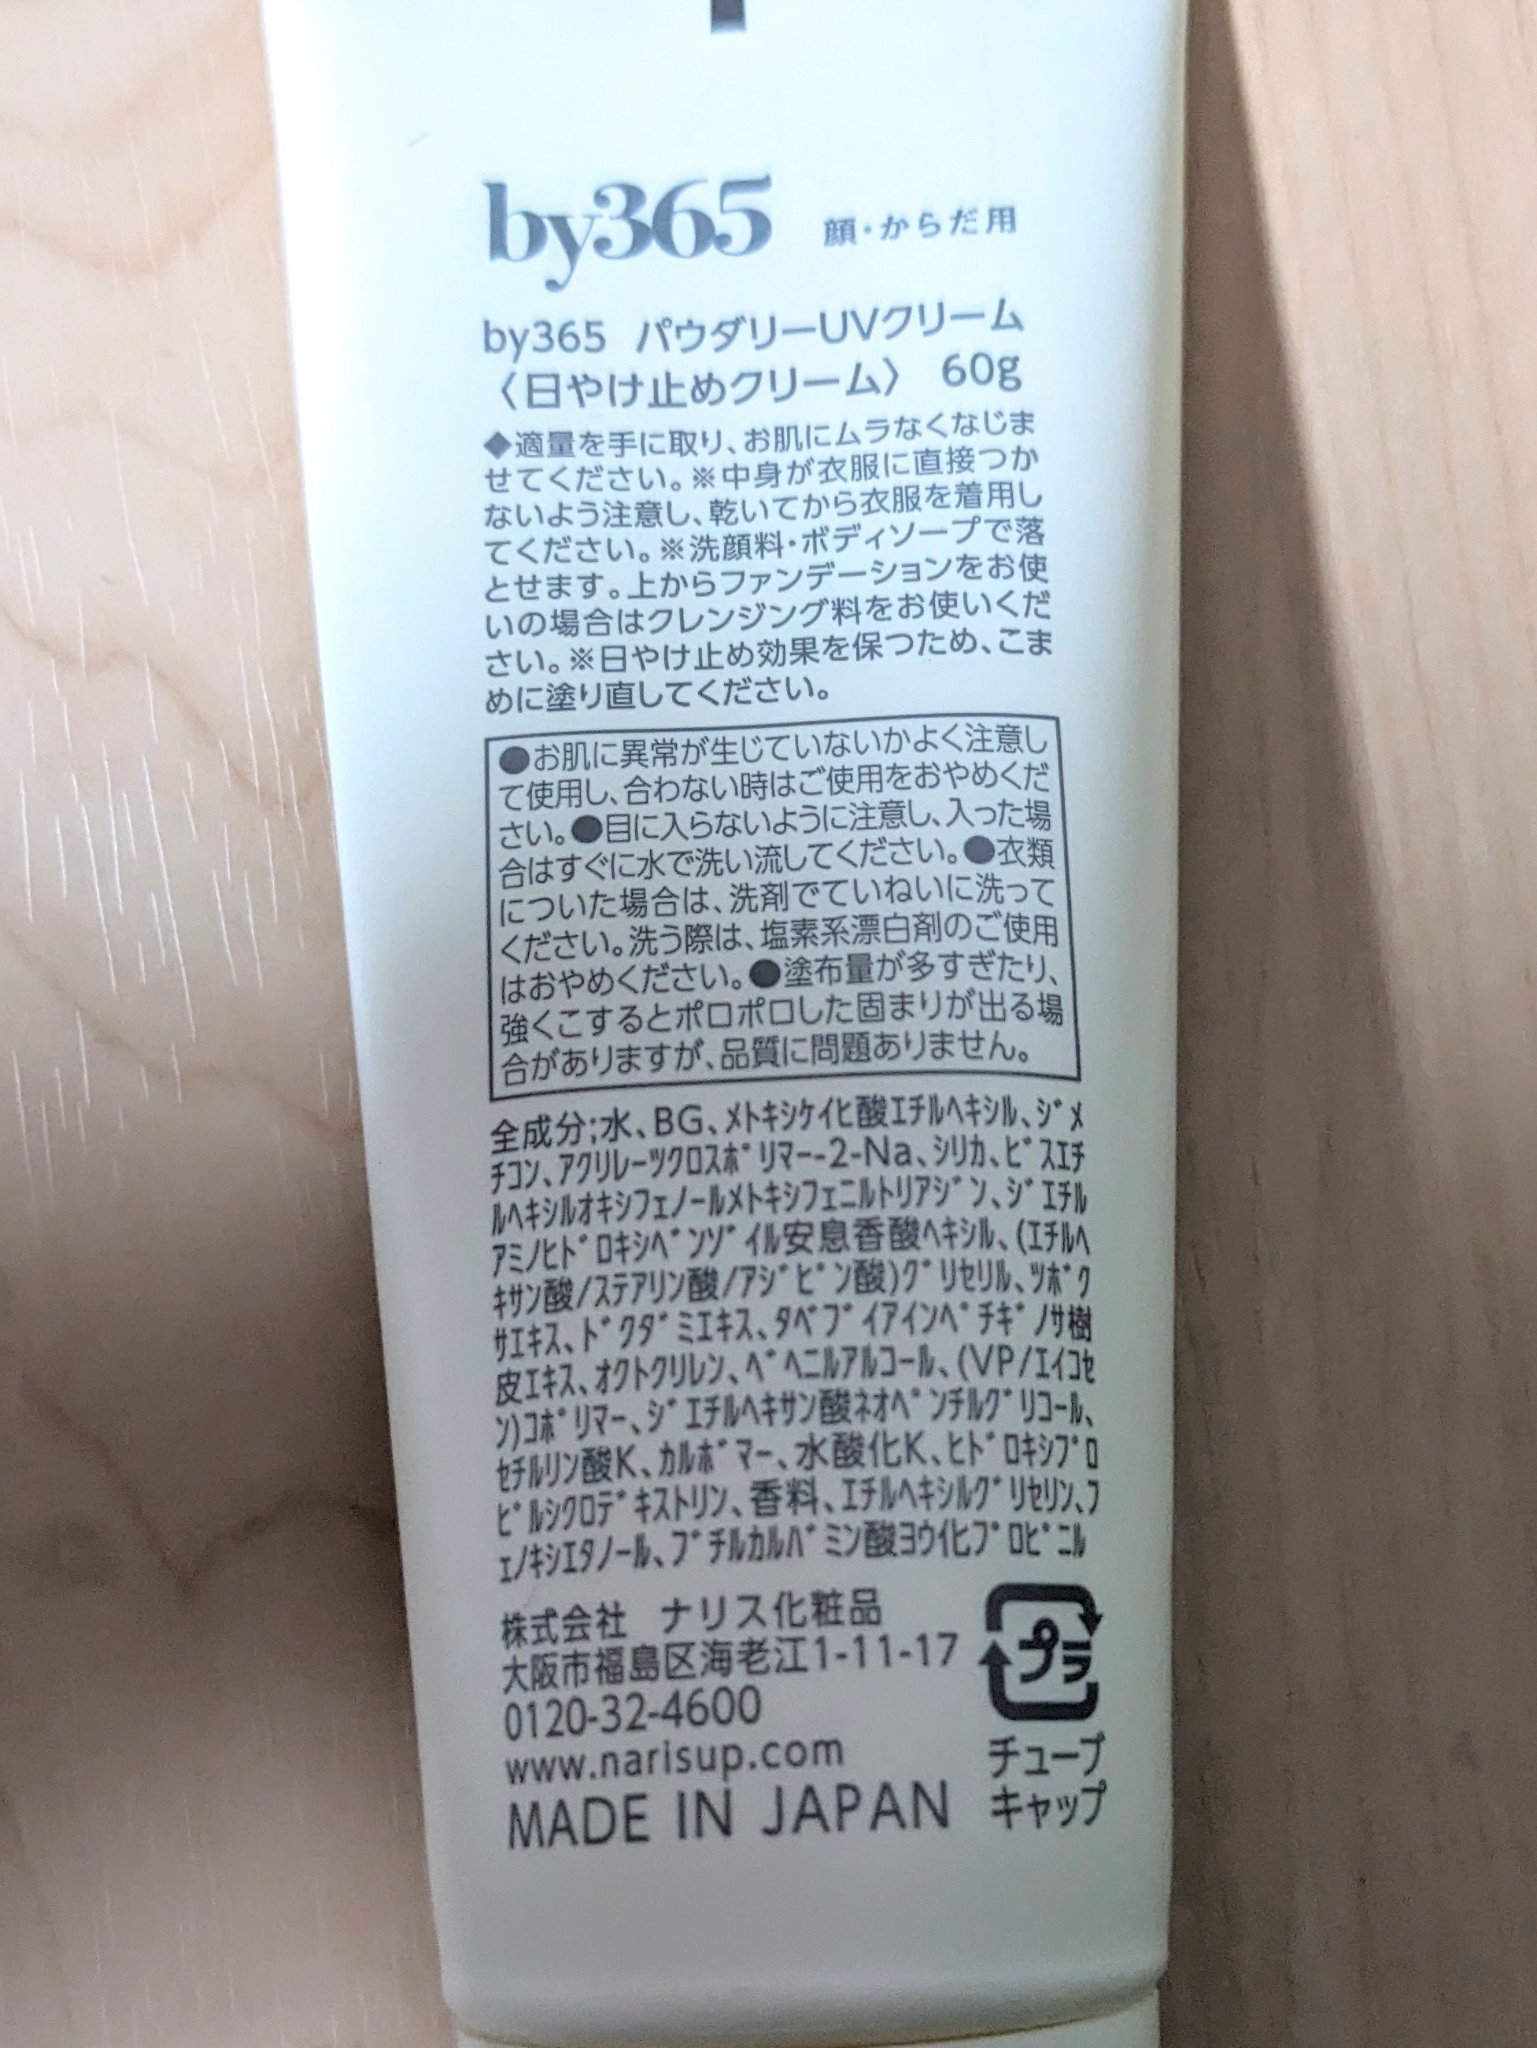 by365 顔・からだ用
by365 パウダリーUVクリーム
〈日やけ止めクリーム〉 60g
◆適量を手に取り、お肌にムラなくなじま
せてください。※中身が衣服に直接つか
ないよう注意し、乾いてから衣服を着用し
てください。※洗顔料・ボディソープで落
とせます。上からファンデーションをお使
いの場合はクレンジング料をお使いくだ
さい。※日やけ止め効果を保つため、こま
めに塗り直してください。
●お肌に異常が生じていないかよく注意し
て使用し、合わない時はご使用をおやめくだ
さい。●目に入らないように注意し、入った場
合はすぐに水で洗い流してください。●衣類
についた場合は、洗剤でていねいに洗って
ください。洗う際は、塩素系漂白剤のご使用
はおやめください。●塗布量が多すぎたり、
強くこするとポロポロした固まりが出る場
合がありますが、品質に問題ありません。
全成分;水、BG、ﾒﾄｷｼｹｲﾋ酸ｴﾁﾙﾍｷｼﾙ、ｼﾞﾒ
ﾁｺﾝ、ｱｸﾘﾚｰﾂｸﾛｽﾎﾟﾘﾏｰ-2-Na、ｼﾘｶ、ﾋﾞｽｴﾁ
ﾙﾍｷｼﾙｵｷｼﾌｪﾉｰﾙﾒﾄｷｼﾌｪﾆﾙﾄﾘｱｼﾞﾝ、ｼﾞｴﾁﾙ
ｱﾐﾉﾋﾄﾞﾛｷｼﾍﾞﾝｿﾞｲﾙ安息香酸ﾍｷｼﾙ、(ｴﾁﾙﾍ
ｷｻﾝ酸/ｽﾃｱﾘﾝ酸/ｱｼﾞﾋﾟﾝ酸)ｸﾞﾘｾﾘﾙ、ﾂﾎﾞｸ
ｻｴｷｽ、ﾄﾞｸﾀﾞﾐｴｷｽ、ﾀﾍﾞﾌﾞｲｱｲﾝﾍﾟﾁｷﾞﾉｻ樹
皮ｴｷｽ、ｵｸﾄｸﾘﾚﾝ、ﾍﾞﾍﾆﾙｱﾙｺｰﾙ、(VP/ｴｲｺｾ
ﾝ)ｺﾎﾟﾘﾏｰ、ｼﾞｴﾁﾙﾍｷｻﾝ酸ﾈｵﾍﾟﾝﾁﾙｸﾞﾘｺｰﾙ、
ｾﾁﾙﾘﾝ酸K、ｶﾙﾎﾞﾏｰ、水酸化K、ﾋﾄﾞﾛｷｼﾌﾟﾛ
ﾋﾟﾙｼｸﾛﾃﾞｷｽﾄﾘﾝ、香料、ｴﾁﾙﾍｷｼﾙｸﾞﾘｾﾘﾝ、ﾌ
ｪﾉｷｼｴﾀﾉｰﾙ、ﾌﾞﾁﾙｶﾙﾊﾞﾐﾝ酸ﾖｳ化ﾌﾟﾛﾋﾟﾆﾙ
株式会社 ナリス化粧品
大阪市福島区海老江1-11-17
0120-32-4600
www.narisup.com
MADE IN JAPAN
プラ
チューブ
キャップ